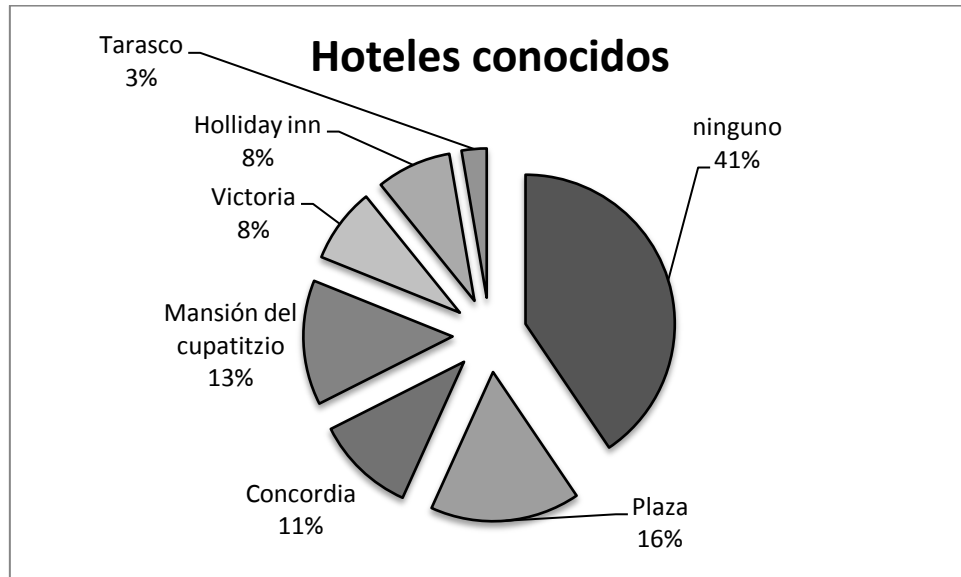 Hoteles conocidos
Tarasco
3%
Holliday inn
8%
Victoria
8%
Mansión del
cupatitzio
13%
Concordia
11%
Plaza
16%
ninguno
41%